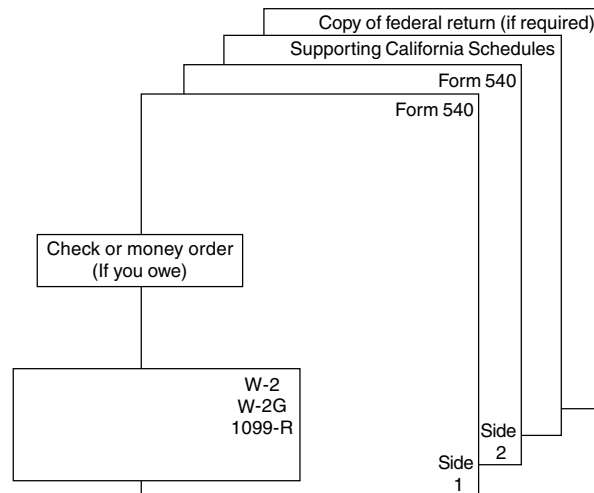 Copy of federal return (if required)
Supporting California Schedules
Form 540
Form 540
Check or money order
(If you owe)
W-2
W-2G
1099-R
Side
2
Side
1